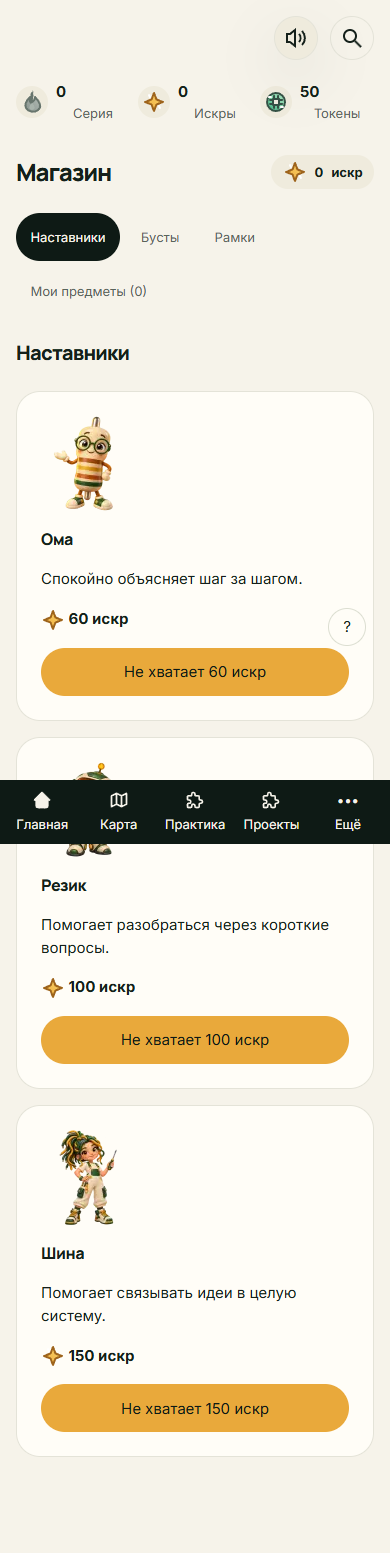 0
Серия
0
Искры
50
Токены
Магазин
0 искр
Наставники
Бусты
Рамки
Мои предметы (0)
Наставники
Ома
Спокойно объясняет шаг за шагом.
60 искр
?
Не хватает 60 искр
Главная
Карта
Практика
Проекты
Ещё
Резик
Помогает разобраться через короткие
вопросы.
100 искр
Не хватает 100 искр
Шина
Помогает связывать идеи в целую
систему.
150 искр
Не хватает 150 искр